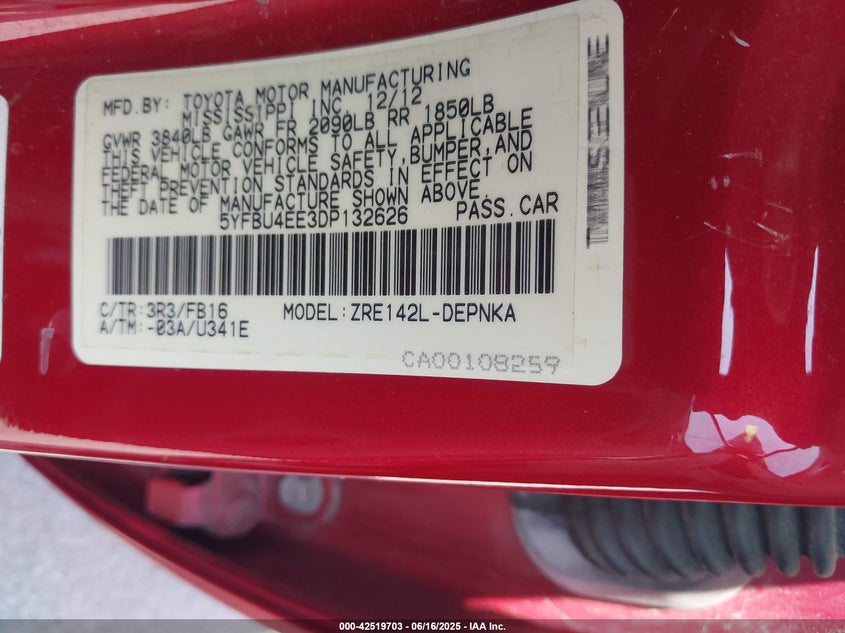 MFD.BY: TOYOTA MOTOR MANUFACTURING
MISSISSIPPI INC. 12/12
GVWR 3840LB GAWR FR 2090LB RR 1850LB
THIS VEHICLE CONFORMS TO ALL APPLICABLE
FEDERAL MOTOR VEHICLE SAFETY,BUMPER,AND
THEFT PREVENTION STANDARDS IN EFFECT ON
THE DATE OF MANUFACTURE SHOWN ABOVE.
5YFBU4EE3DP132626 PASS.CAR
C/TR:3R3/FB16 MODEL:ZRE142L-DEPNKA
A/TM:-03A/U341E
CA00108259
000-42519703 - 06/16/2025 - IAA Inc.